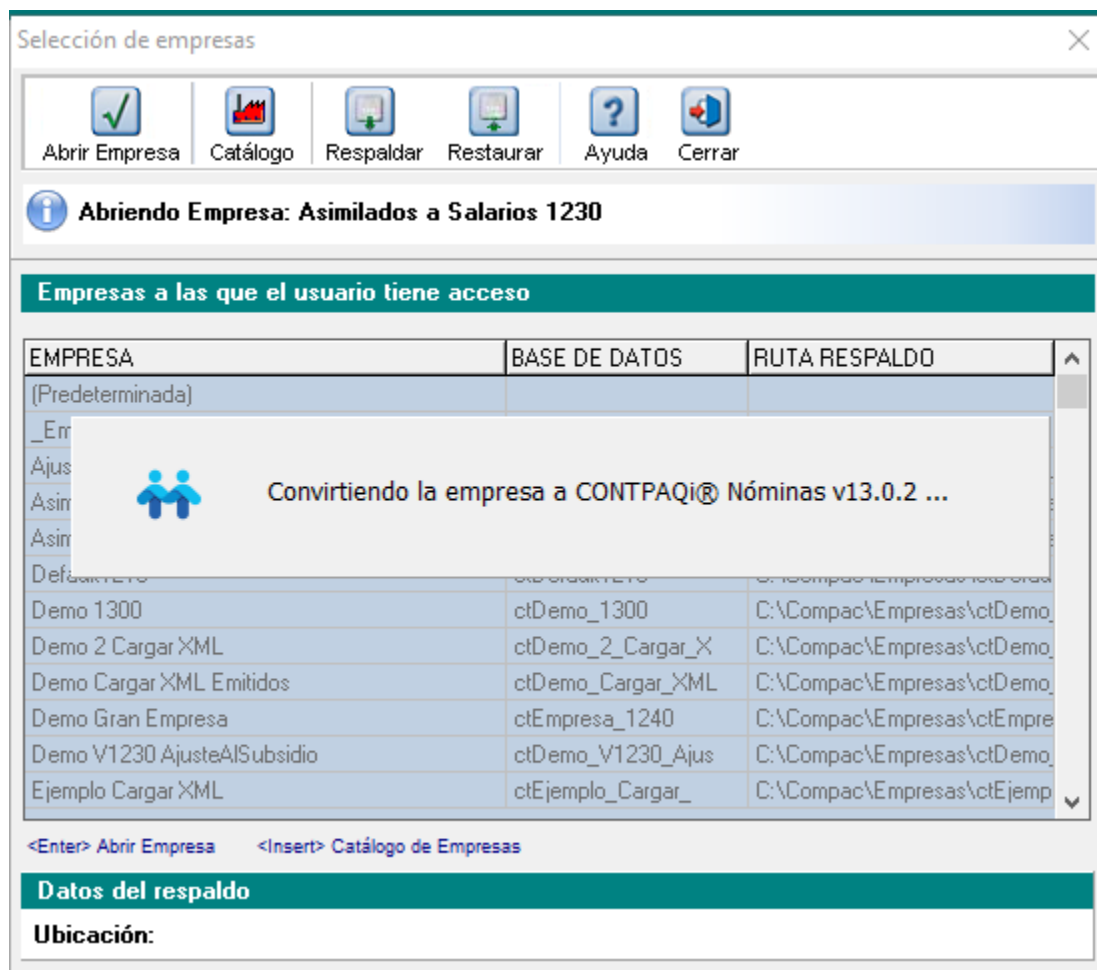 Selección de empresas
Abrir Empresa Catálogo Respaldar Restaurar Ayuda Cerrar
Abriendo Empresa: Asimilados a Salarios 1230
Empresas a las que el usuario tiene acceso
EMPRESA BASE DE DATOS RUTA RESPALDO
(Predeterminada)
_Em
Ajus
Convirtiendo la empresa a CONTPAQi® Nóminas v13.0.2 ...
Asim
Asim
Demo 1300 ctDemo_1300 C:\Compac\Empresas\ctDemo_
Demo 2 Cargar XML ctDemo_2_Cargar_X C:\Compac\Empresas\ctDemo_
Demo Cargar XML Emitidos ctDemo_Cargar_XML C:\Compac\Empresas\ctDemo_
Demo Gran Empresa ctEmpresa_1240 C:\Compac\Empresas\ctEmpre
Demo V1230 AjusteAlSubsidio ctDemo_V1230_Ajus C:\Compac\Empresas\ctDemo_
Ejemplo Cargar XML ctEjemplo_Cargar_ C:\Compac\Empresas\ctEjemp
<Enter> Abrir Empresa <Insert> Catálogo de Empresas
Datos del respaldo
Ubicación: